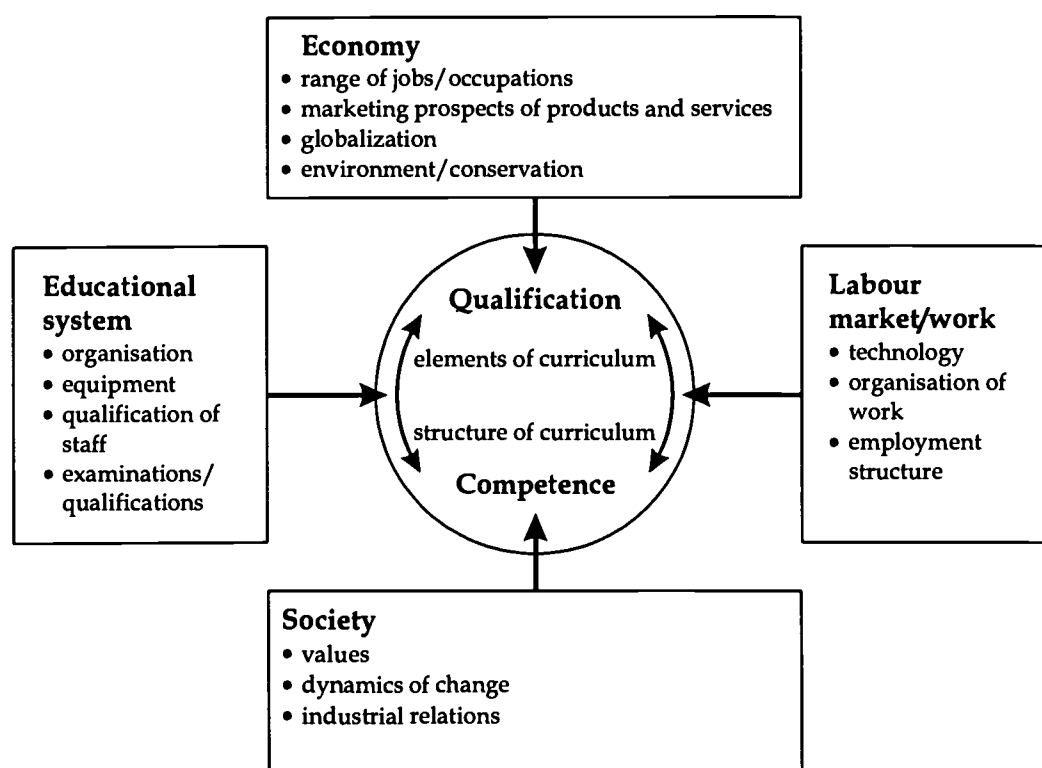 Economy
• range of jobs/occupations
• marketing prospects of products and services
• globalization
• environment/conservation
Educational
system
• organisation
• equipment
• qualification of
staff
• examinations/
qualifications
Qualification
elements of curriculum
structure of curriculum
Competence
Labour
market/work
• technology
• organisation of
work
• employment
structure
Society
• values
• dynamics of change
• industrial relations